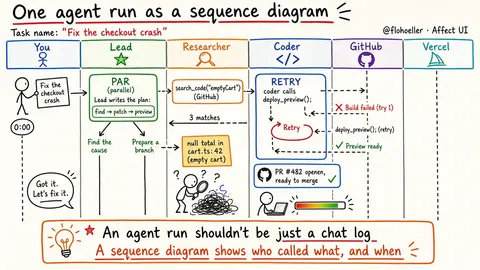 One agent run as a sequence diagram
Task name: "Fix the checkout crash"
@flohoeller · Affect UI
You
Lead
Researcher
Coder
GitHub
Vercel
</>
Fix the
checkout
crash
0:00
PAR
(parallel)
Lead writes the plan:
find → patch → preview
Find the
cause
Prepare a
branch
search_code("emptyCart")
(GitHub)
3 matches
null total in
cart.ts:42
(empty cart)
RETRY
coder calls
deploy_preview();
Retry
Build failed (try 1)
deploy_preview(); (retry)
Preview ready
PR #482 openen,
ready to merge
Got it.
Let's fix it.
An agent run shouldn't be just a chat log
A sequence diagram shows who called what, and when